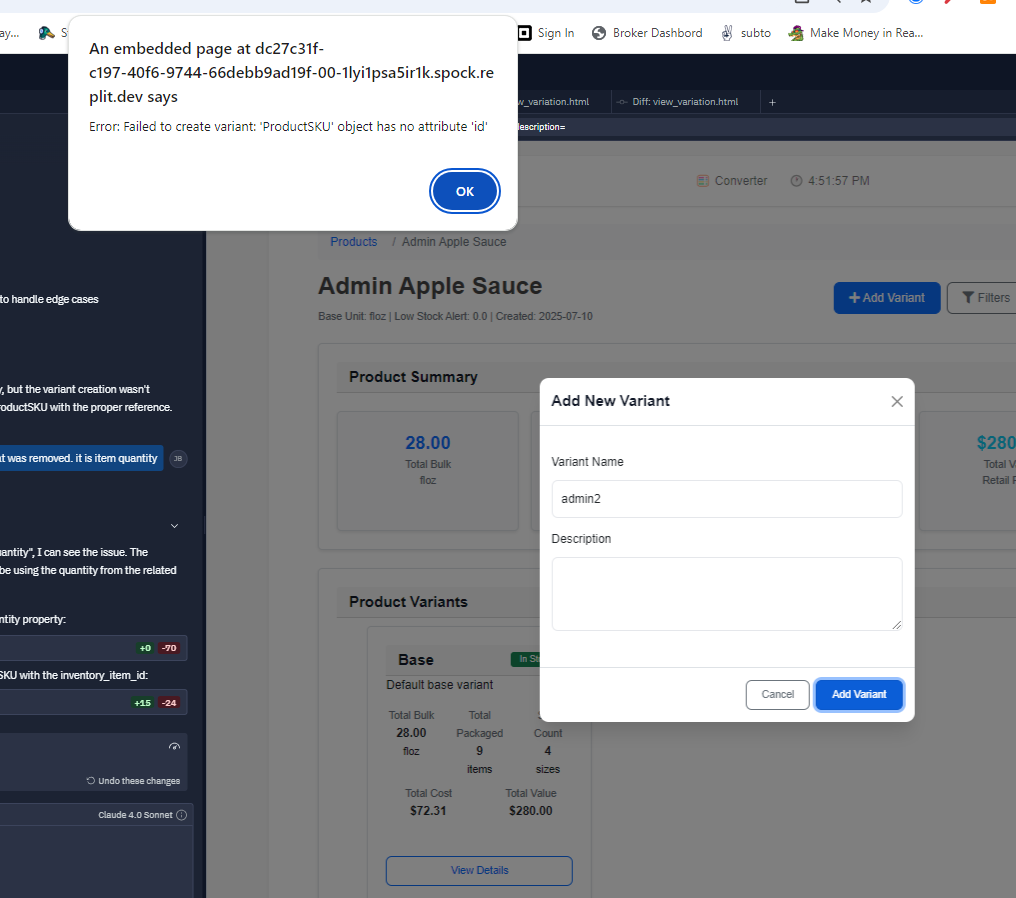 An embedded page at dc27c31f-
c197-40f6-9744-66debb9ad19f-00-1lyi1psa5ir1k.spock.re
plit.dev says
Error: Failed to create variant: 'ProductSKU' object has no attribute 'id'
OK
ay...
S
Sign In
Broker Dashbord
subto
Make Money in Rea...
w_variation.html
Diff: view_variation.html
+
description=
Converter
4:51:57 PM
Products / Admin Apple Sauce
Admin Apple Sauce
Base Unit: floz | Low Stock Alert: 0.0 | Created: 2025-07-10
Add Variant
Filters
Product Summary
28.00
Total Bulk
floz
$280
Total V
Retail P
Add New Variant
Variant Name
admin2
Description
Cancel
Add Variant
Product Variants
Base
In St
Default base variant
Total Bulk
28.00
floz
Total
Packaged
9
items
S
Count
4
sizes
Total Cost
$72.31
Total Value
$280.00
View Details
to handle edge cases
y, but the variant creation wasn't
roductSKU with the proper reference.
at was removed. it is item quantity
JB
uantity", I can see the issue. The
be using the quantity from the related
ntity property:
+0 -70
SKU with the inventory_item_id:
+15 -24
Undo these changes
Claude 4.0 Sonnet